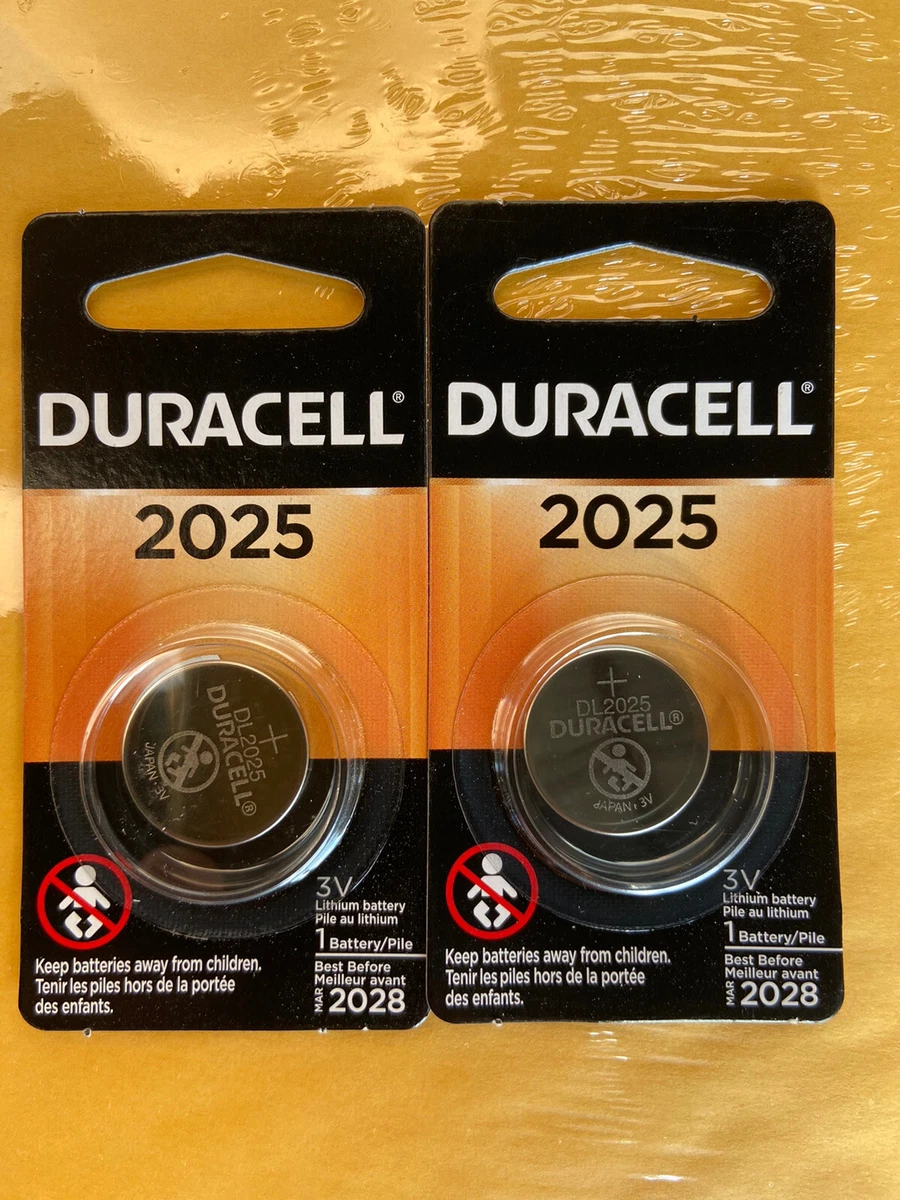 DURACELL®
2025
+
DL2025
DURACELL®
JAPAN · 3V
3V
Lithium battery
Pile au lithium
1 Battery/Pile
Keep batteries away from children.
Tenir les piles hors de la portée
des enfants.
Best Before
Meilleur avant
MAR 2028
DURACELL®
2025
+
DL2025
DURACELL®
JAPAN · 3V
3V
Lithium battery
Pile au lithium
1 Battery/Pile
Keep batteries away from children.
Tenir les piles hors de la portée
des enfants.
Best Before
Meilleur avant
MAR 2028